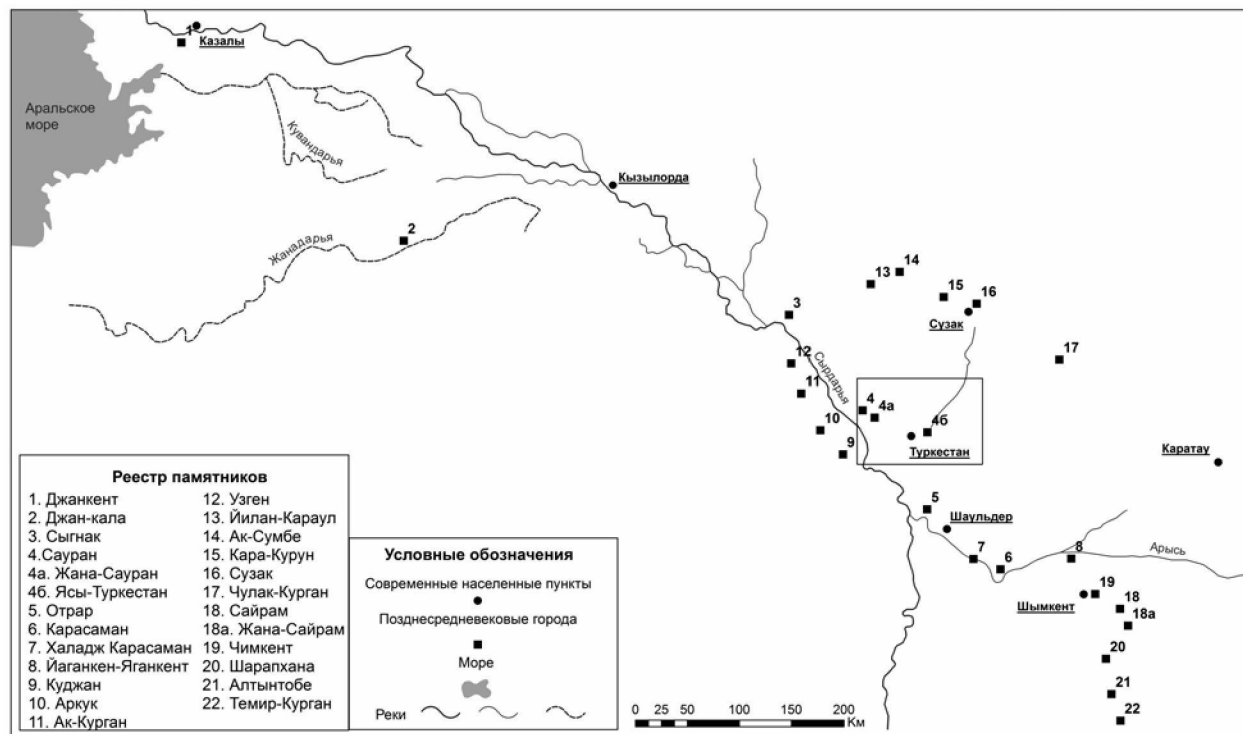 1
Казалы
Аральское
море
Кувандарья
Кызылорда
2
Жанадарья
14
13
15
16
3
Сузак
12
17
Сырдарья
11
4
4а
10
4б
9
Туркестан
Каратау
5
Шаульдер
7
6
8
Арысь
19
Шымкент
18
18а
20
21
22
Реестр памятников
1. Джанкент
2. Джан-кала
3. Сыгнак
4.Сауран
4а. Жана-Сауран
4б. Ясы-Туркестан
5. Отрар
6. Карасаман
7. Халадж Карасаман
8. Йаганкен-Яганкент
9. Куджан
10. Аркук
11. Ак-Курган
12. Узген
13. Йилан-Караул
14. Ак-Сумбе
15. Кара-Курун
16. Сузак
17. Чулак-Курган
18. Сайрам
18а. Жана-Сайрам
19. Чимкент
20. Шарапхана
21. Алтынтобе
22. Темир-Курган
Условные обозначения
Современные населенные пункты
Позднесредневековые города
Море
Реки
0 25 50 100 150 200
Км